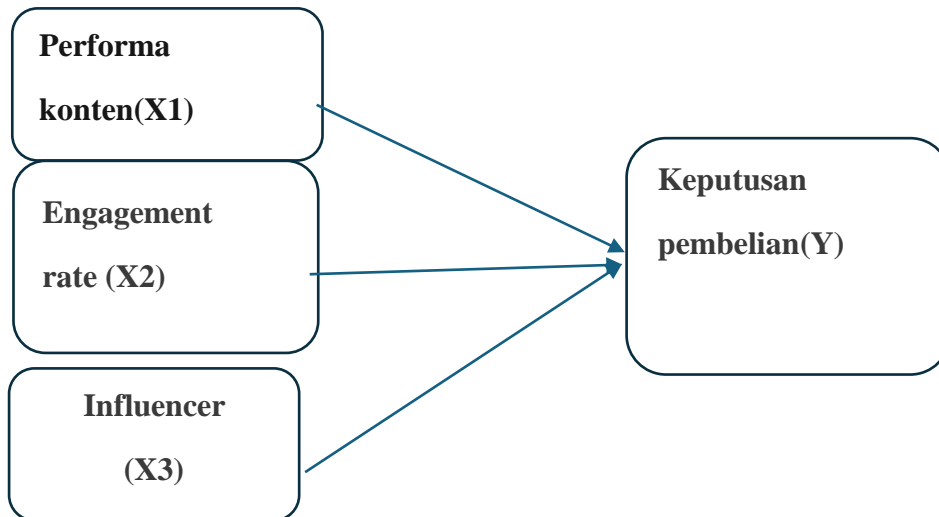 Performa
konten(X1)
Engagement
rate (X2)
Influencer
(X3)
Keputusan
pembelian(Y)